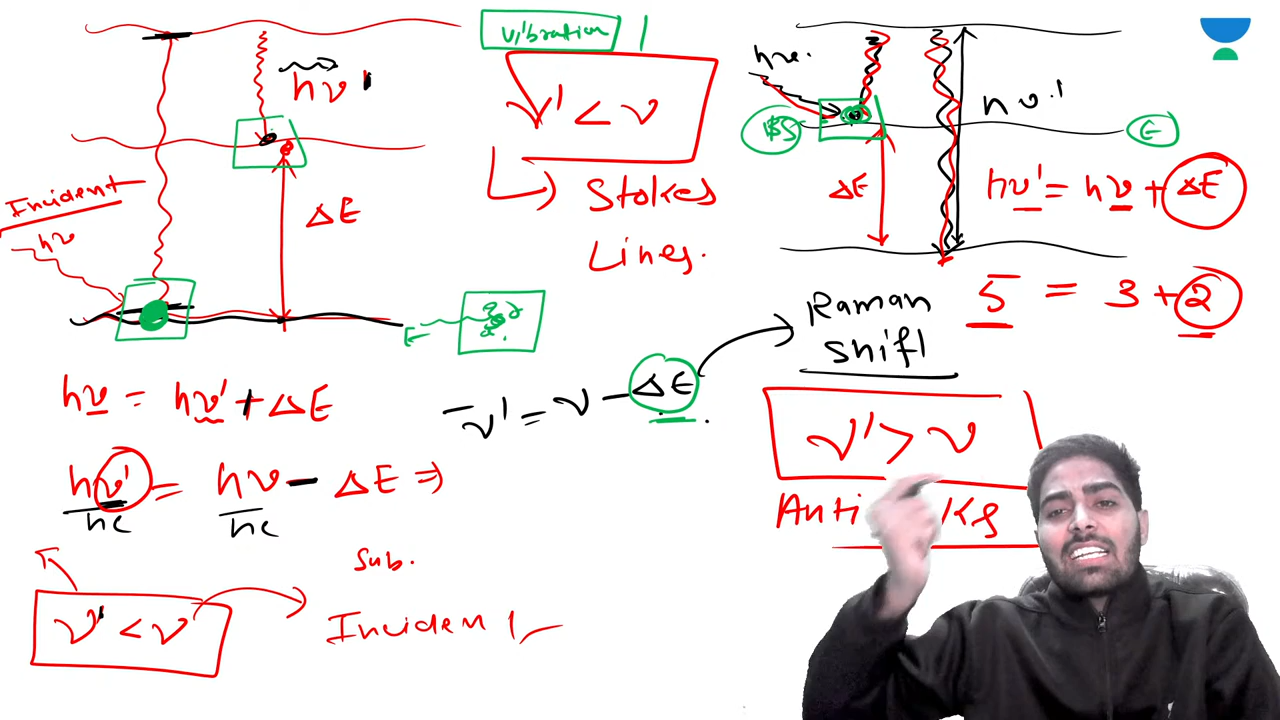 vibration
hν'
ν' < ν
Stokes
Lines.
Incident
hν
ΔE
hν = hν' + ΔE
hν' = hν - ΔE ⇒
hc hc
ν' < ν
Sub.
Inciden
ν̄' = ν - ΔE
hν.
hν'
E
ΔE
hν' = hν + ΔE
5 = 3 + 2
Raman
Shift
ν' > ν
Anti